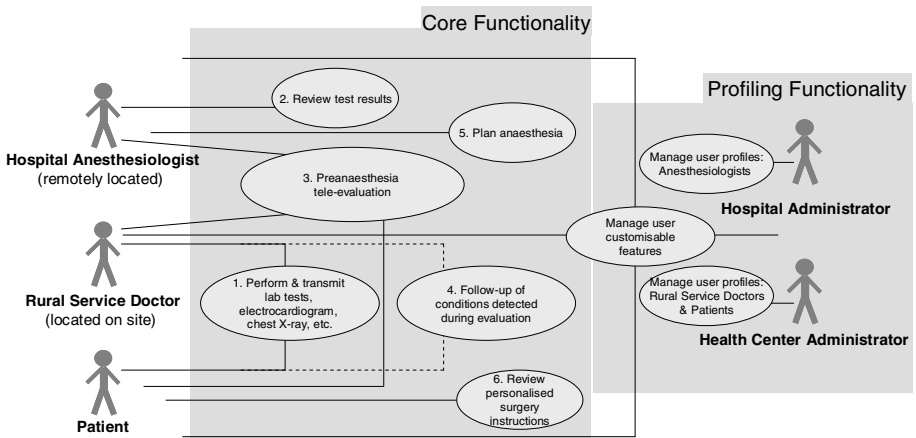 Core Functionality
Profiling Functionality
2. Review test results
5. Plan anaesthesia
Hospital Anesthesiologist
(remotely located)
3. Preanaesthesia
tele-evaluation
Manage user profiles:
Anesthesiologists
Hospital Administrator
Manage user
customisable
features
Rural Service Doctor
(located on site)
1. Perform & transmit
lab tests,
electrocardiogram,
chest X-ray, etc.
4. Follow-up of
conditions detected
during evaluation
Manage user profiles:
Rural Service Doctors
& Patients
Health Center Administrator
6. Review
personalised
surgery
instructions
Patient